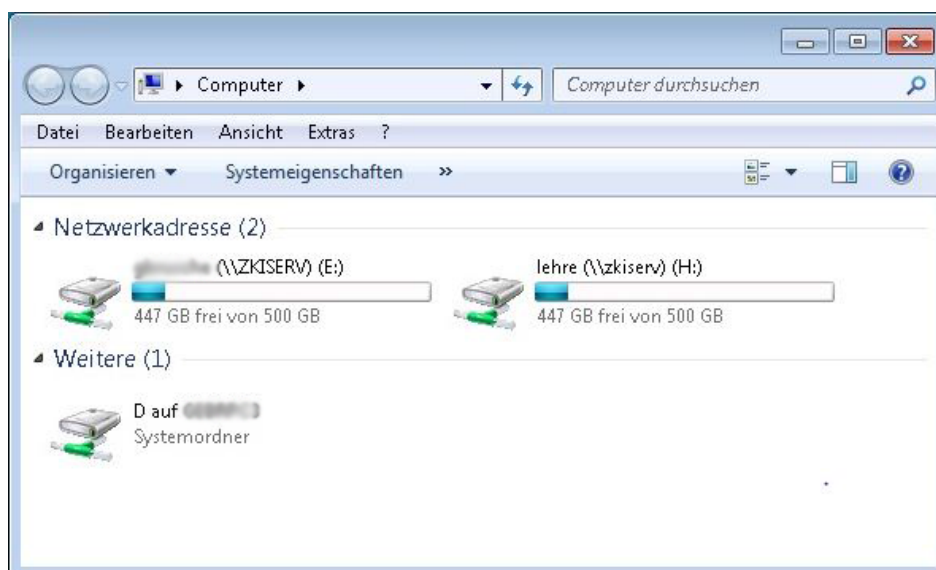 Computer
Computer durchsuchen
Datei Bearbeiten Ansicht Extras ?
Organisieren Systemeigenschaften »
Netzwerkadresse (2)
(\\ZKISERV) (E:)
447 GB frei von 500 GB
lehre (\\zkiserv) (H:)
447 GB frei von 500 GB
Weitere (1)
D auf
Systemordner